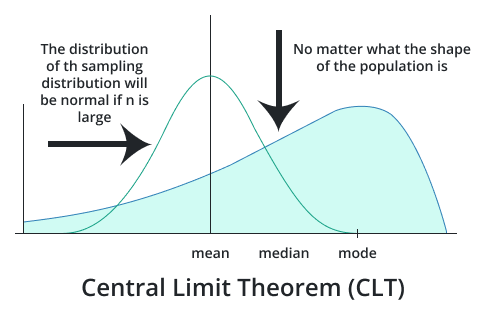 The distribution
of th sampling
distribution will
be normal if n is
large
No matter what the shape
of the population is
mean
median
mode
Central Limit Theorem (CLT)